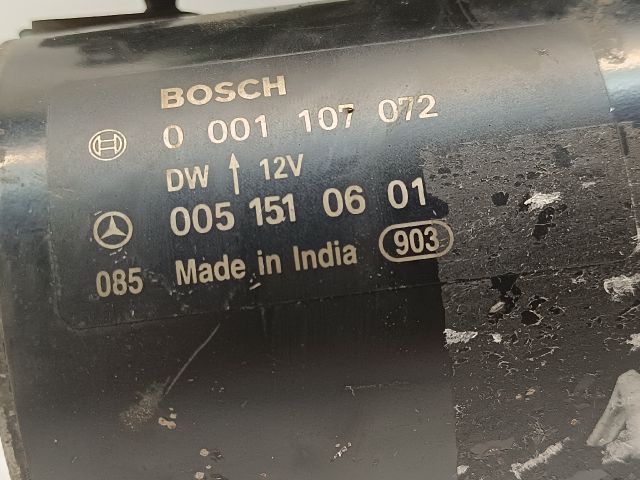 BOSCH
0 001 107 072
DW ↑ 12V
005 151 06 01
085 Made in India 903